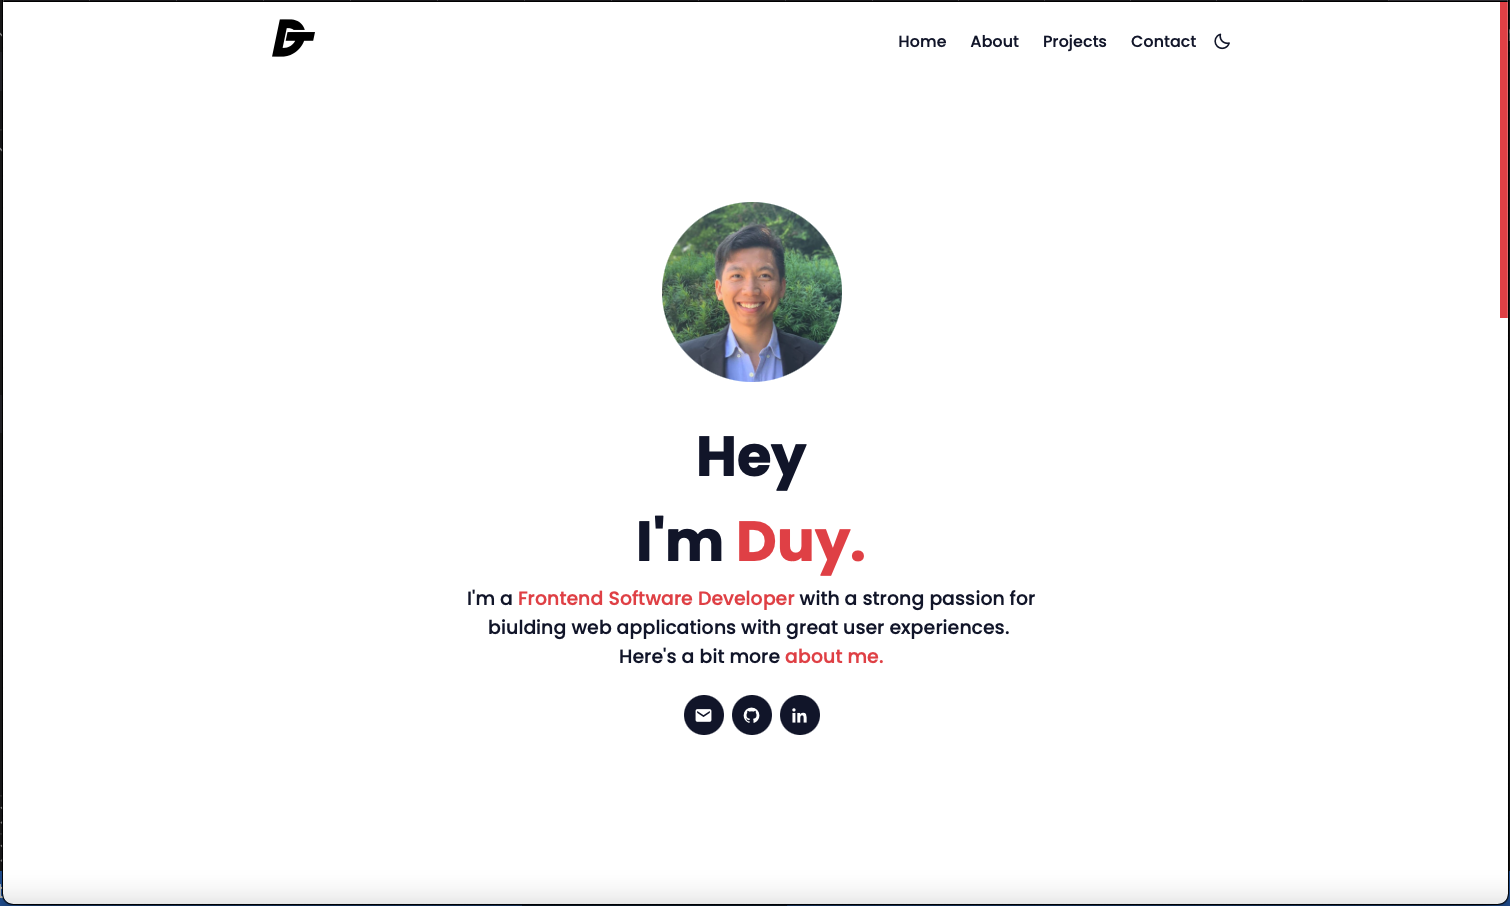 Home About Projects Contact
Hey
I'm Duy.
I'm a Frontend Software Developer with a strong passion for
biulding web applications with great user experiences.
Here's a bit more about me.
in